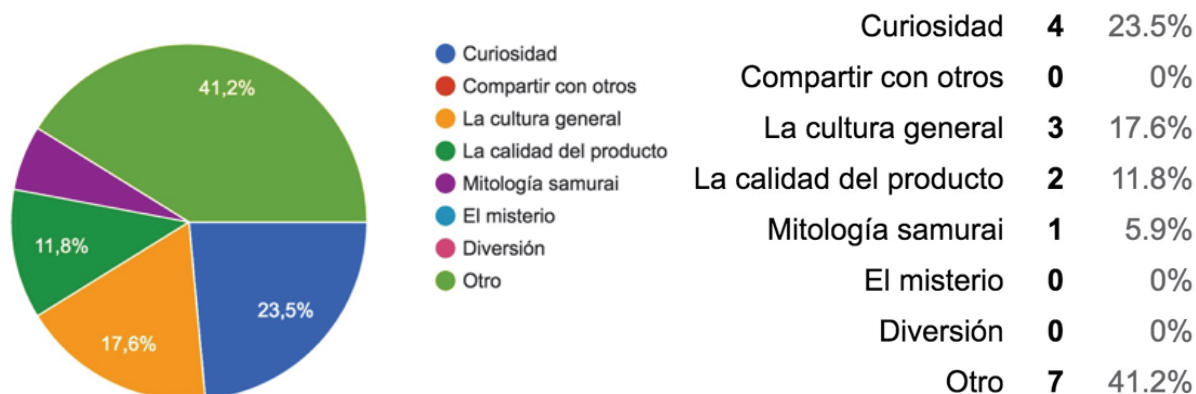 41,2%
11,8%
17,6%
23,5%
Curiosidad
Compartir con otros
La cultura general
La calidad del producto
Mitología samurai
El misterio
Diversión
Otro
Curiosidad 4 23.5%
Compartir con otros 0 0%
La cultura general 3 17.6%
La calidad del producto 2 11.8%
Mitología samurai 1 5.9%
El misterio 0 0%
Diversión 0 0%
Otro 7 41.2%